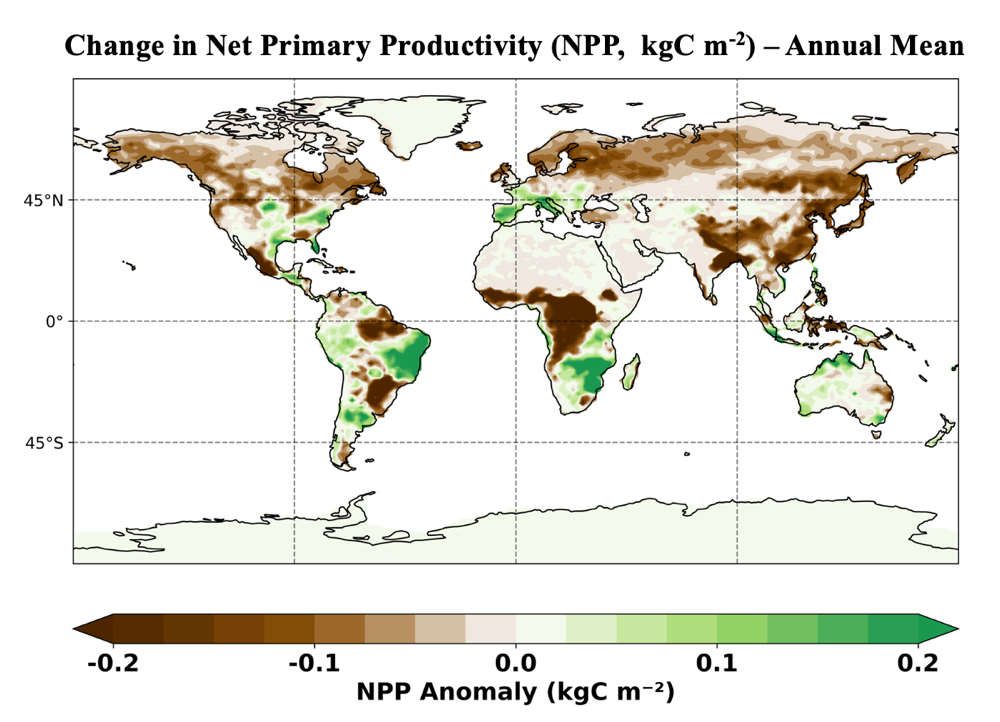 Change in Net Primary Productivity (NPP,  kgC m⁻²) – Annual Mean
45°N
0°
45°S
-0.2 -0.1 0.0 0.1 0.2
NPP Anomaly (kgC m⁻²)